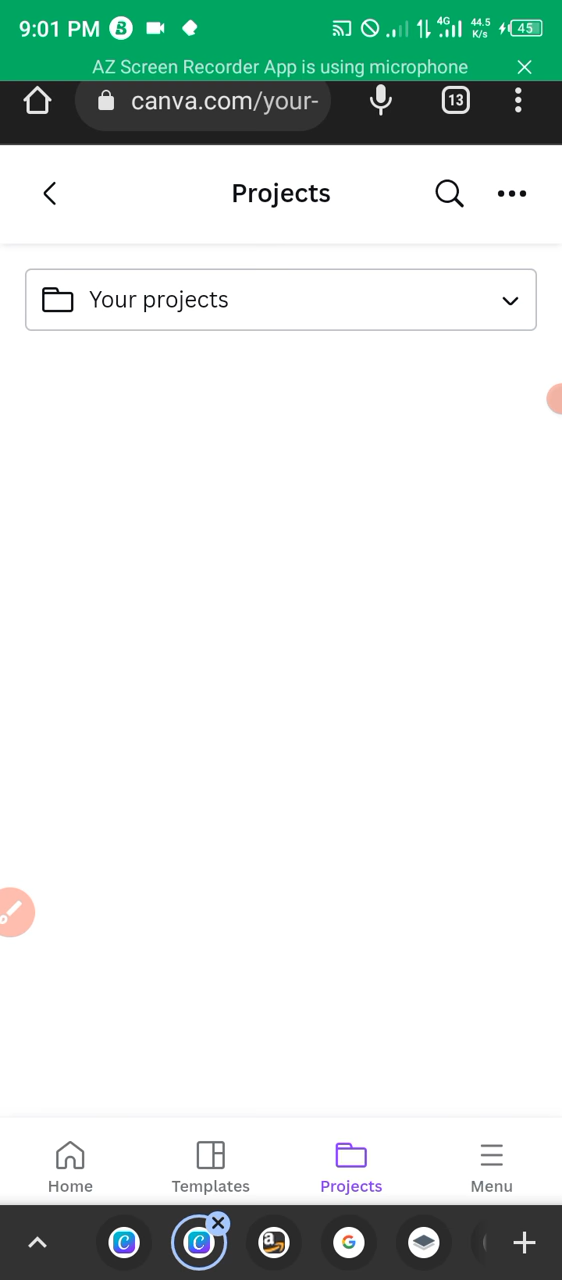 9:01 PM 4G 44.5 K/s 45
AZ Screen Recorder App is using microphone
canva.com/your- 13
Projects
Your projects
Home Templates Projects Menu